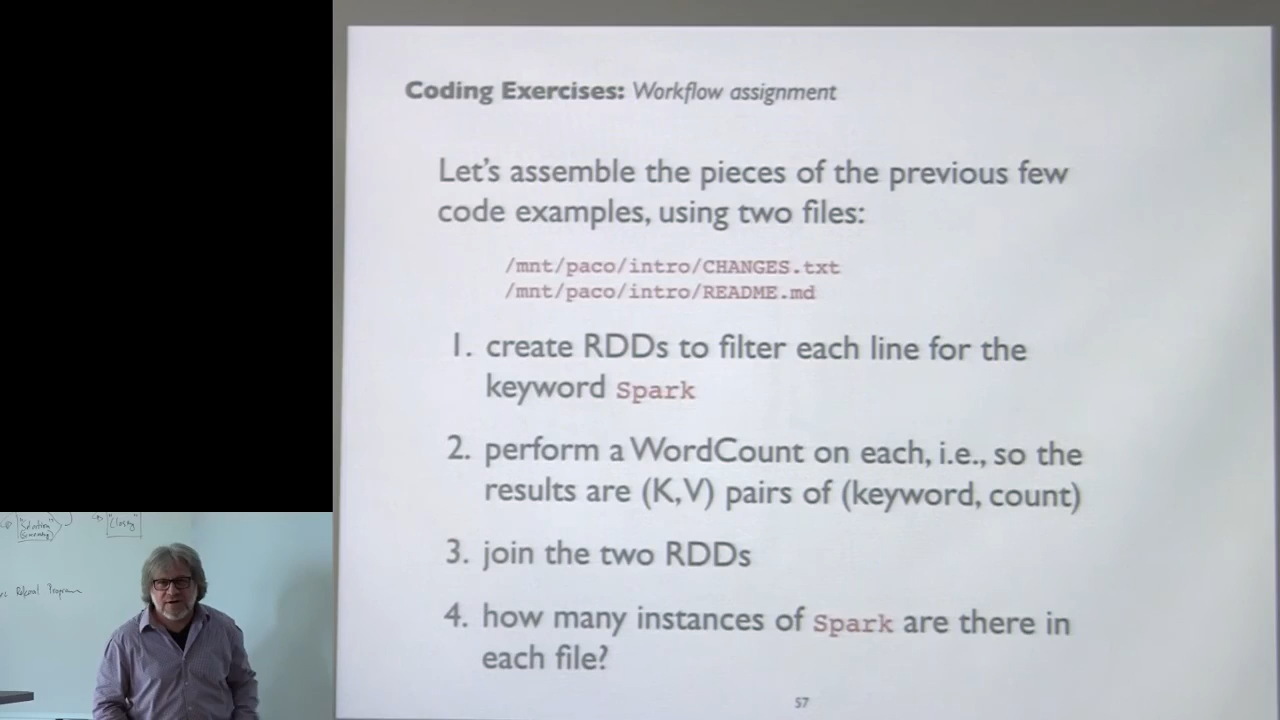 Coding Exercises: Workflow assignment
Let's assemble the pieces of the previous few
code examples, using two files:
/mnt/paco/intro/CHANGES.txt
/mnt/paco/intro/README.md
1. create RDDs to filter each line for the
keyword Spark
2. perform a WordCount on each, i.e., so the
results are (K,V) pairs of (keyword, count)
3. join the two RDDs
4. how many instances of Spark are there in
each file?
57
"Closing"
Referral Program